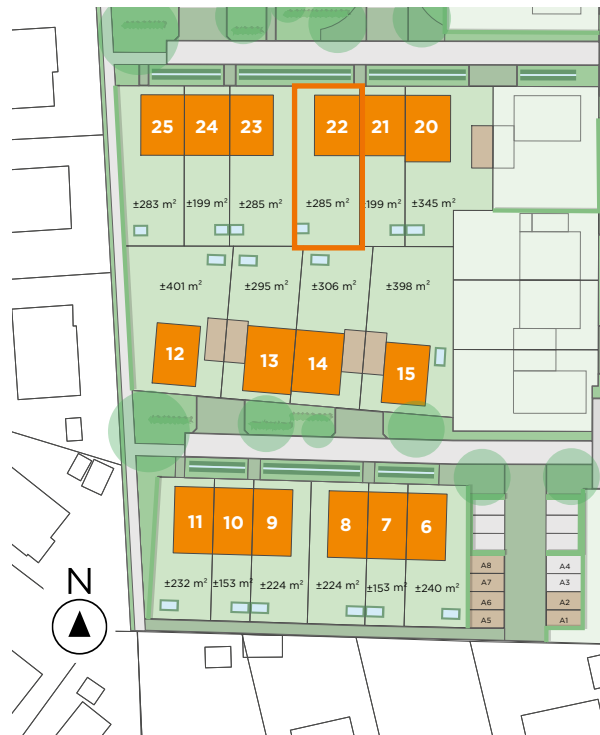 25 24 23 22 21 20
±283 m² ±199 m² ±285 m² ±285 m² ±199 m² ±345 m²
±401 m² ±295 m² ±306 m² ±398 m²
12 13 14 15
11 10 9 8 7 6
±232 m² ±153 m² ±224 m² ±224 m² ±153 m² ±240 m²
A8 A4
A7 A3
A6 A2
A5 A1
N